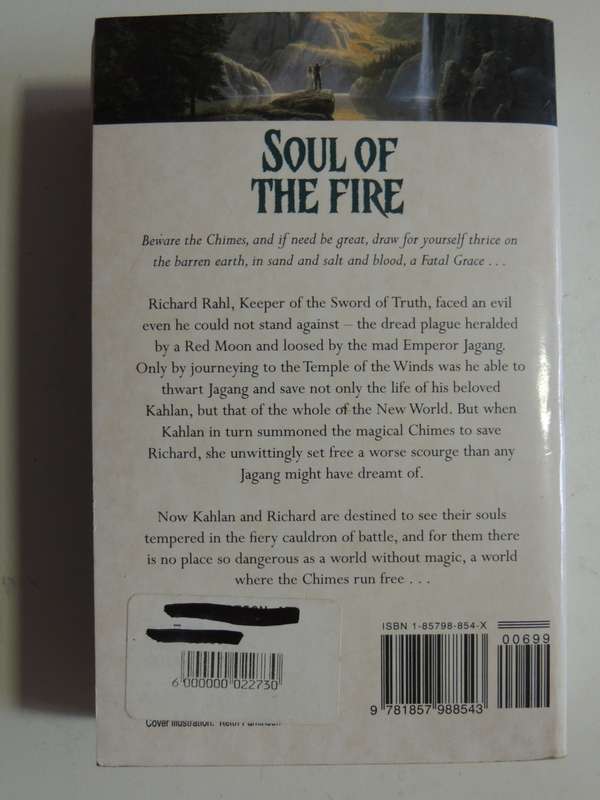 SOUL OF
THE FIRE
Beware the Chimes, and if need be great, draw for yourself thrice on
the barren earth, in sand and salt and blood, a Fatal Grace . . .
Richard Rahl, Keeper of the Sword of Truth, faced an evil
even he could not stand against – the dread plague heralded
by a Red Moon and loosed by the mad Emperor Jagang.
Only by journeying to the Temple of the Winds was he able to
thwart Jagang and save not only the life of his beloved
Kahlan, but that of the whole of the New World. But when
Kahlan in turn summoned the magical Chimes to save
Richard, she unwittingly set free a worse scourge than any
Jagang might have dreamt of.
Now Kahlan and Richard are destined to see their souls
tempered in the fiery cauldron of battle, and for them there
is no place so dangerous as a world without magic, a world
where the Chimes run free . . .
ISBN 1-85798-854-X
00699
6 000000 022730
9 781857 988543
Cover illustration: Keith